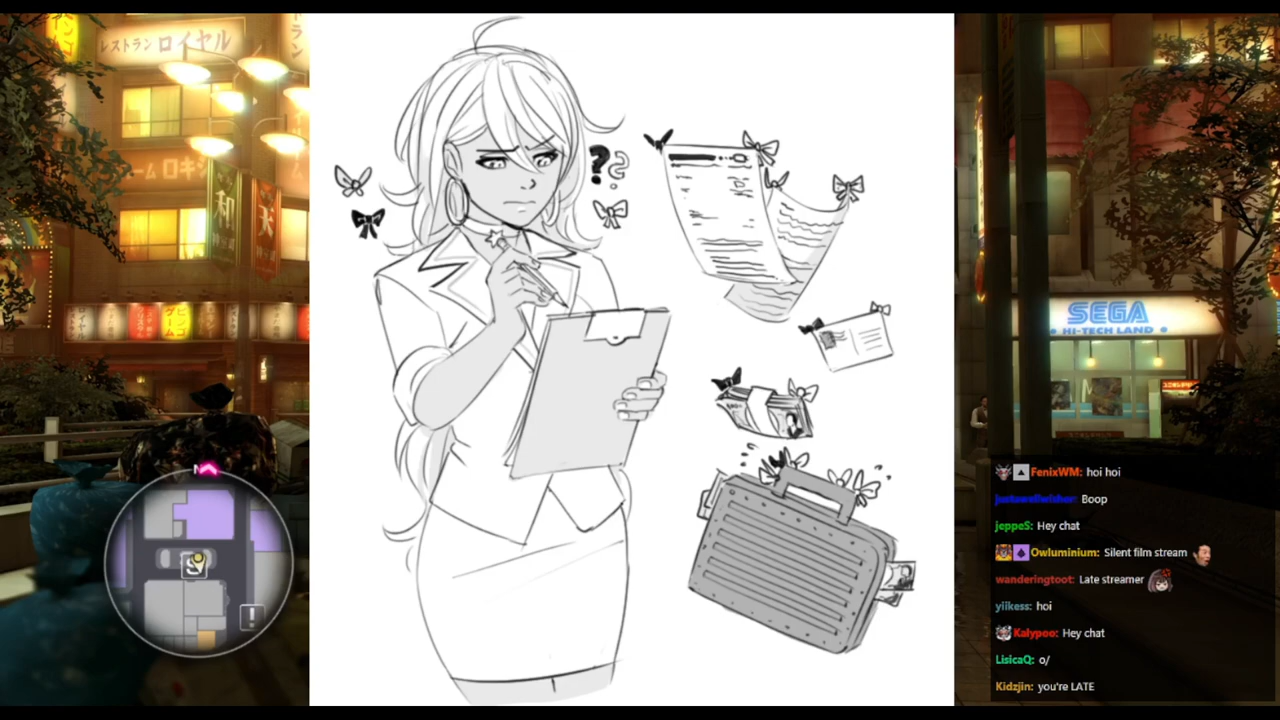 レストラン ロイヤル
ーム ロキシ
和
天
??
SEGA
HI-TECH LAND
N
S
!
FenixWM: hoi hoi
Boop
jeppeS: Hey chat
Owluminium: Silent film stream
wanderingtoot: Late streamer
yiikess: hoi
Kalypoo: Hey chat
LisicaQ: o/
Kidzjin: you're LATE